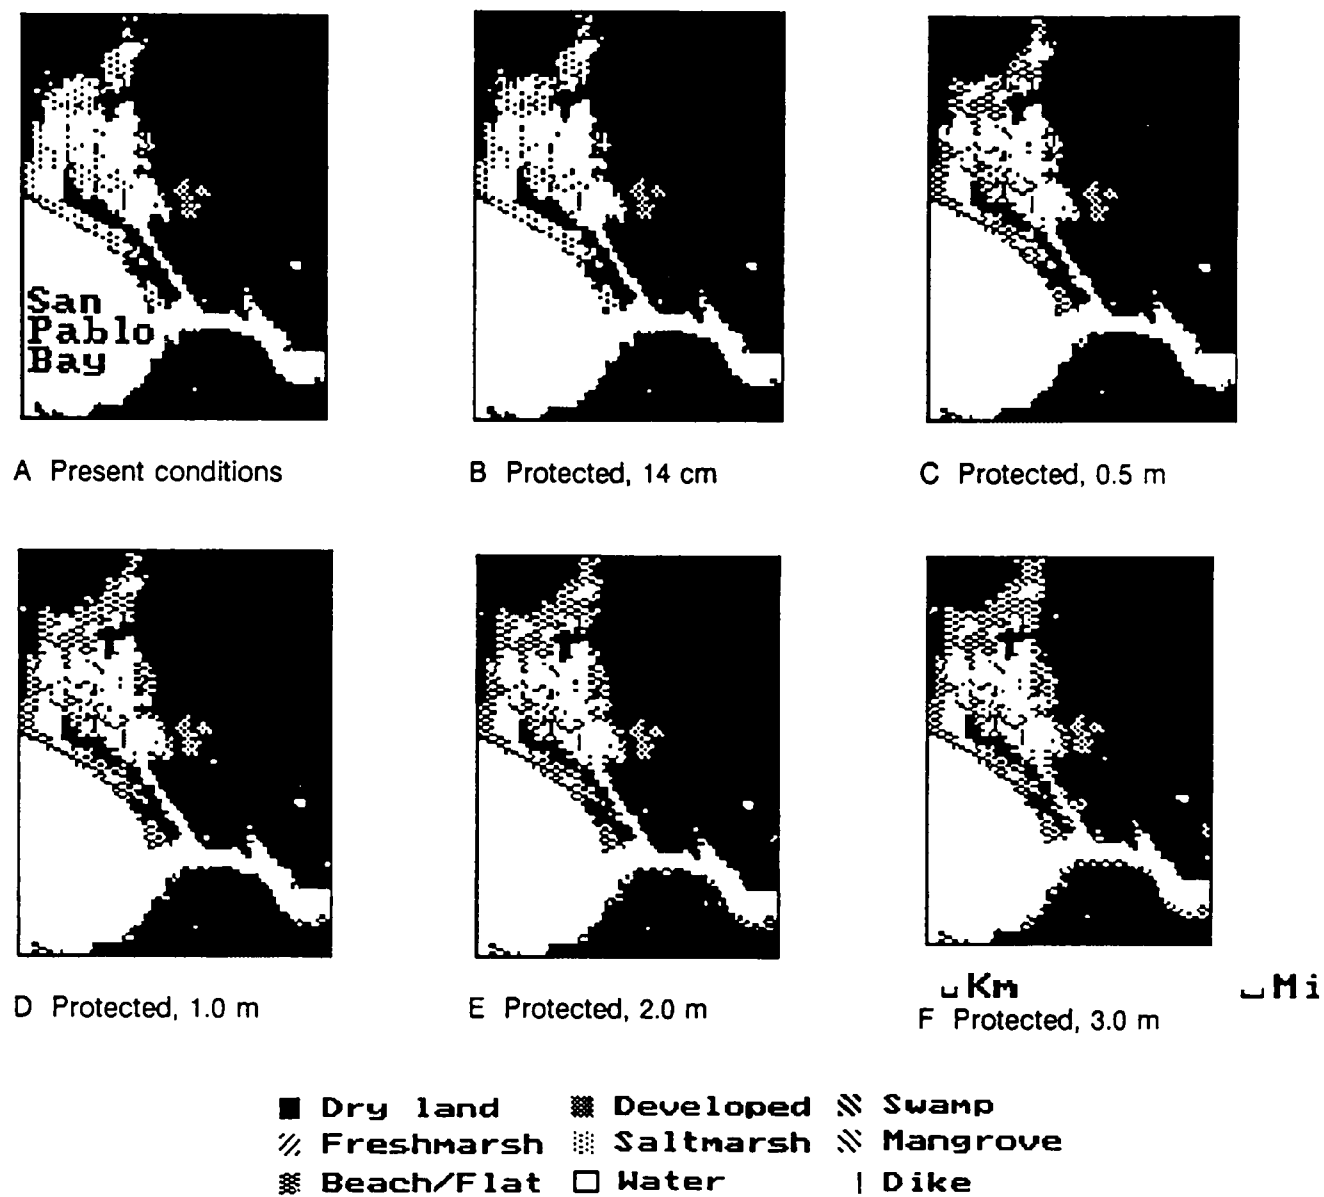 San
Pablo
Bay
A Present conditions
B Protected, 14 cm
C Protected, 0.5 m
D Protected, 1.0 m
E Protected, 2.0 m
Km
Mi
F Protected, 3.0 m
Dry land
Developed
Swamp
Freshmarsh
Saltmarsh
Mangrove
Beach/Flat
Water
Dike